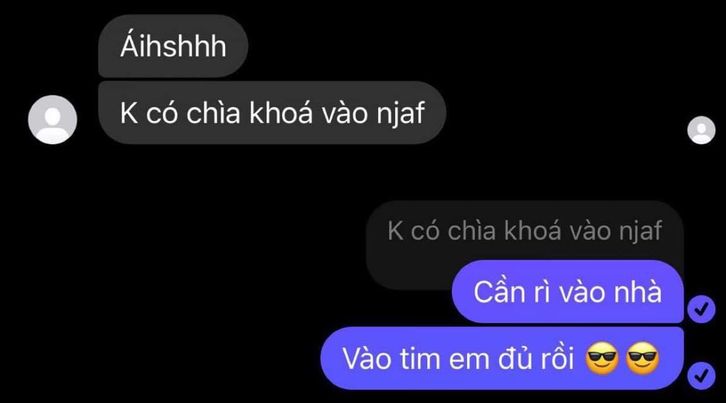 Áihshhh
K có chìa khoá vào njaf
K có chìa khoá vào njaf
Cần rì vào nhà
Vào tim em đủ rồi 😎😎